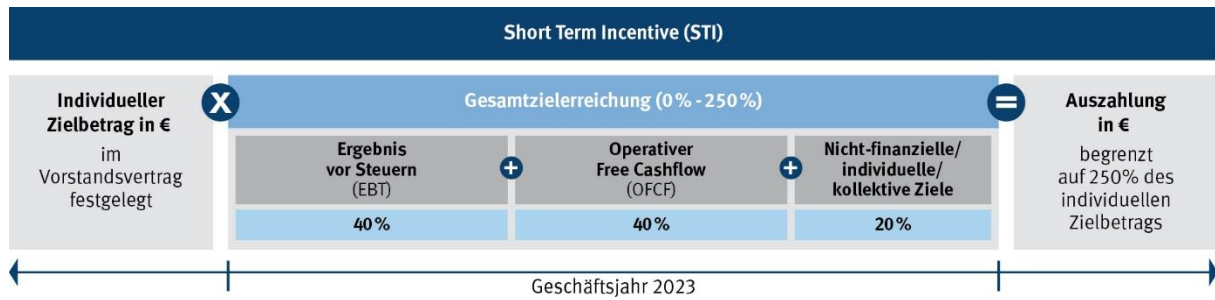 Short Term Incentive (STI)
Individueller
Zielbetrag in €
im
Vorstandsvertrag
festgelegt
X
Gesamtzielerreichung (0% - 250%)
Ergebnis
vor Steuern
(EBT)
40%
+
Operativer
Free Cashflow
(OFCF)
40%
+
Nicht-finanzielle/
individuelle/
kollektive Ziele
20%
=
Auszahlung
in €
begrenzt
auf 250% des
individuellen
Zielbetrags
Geschäftsjahr 2023